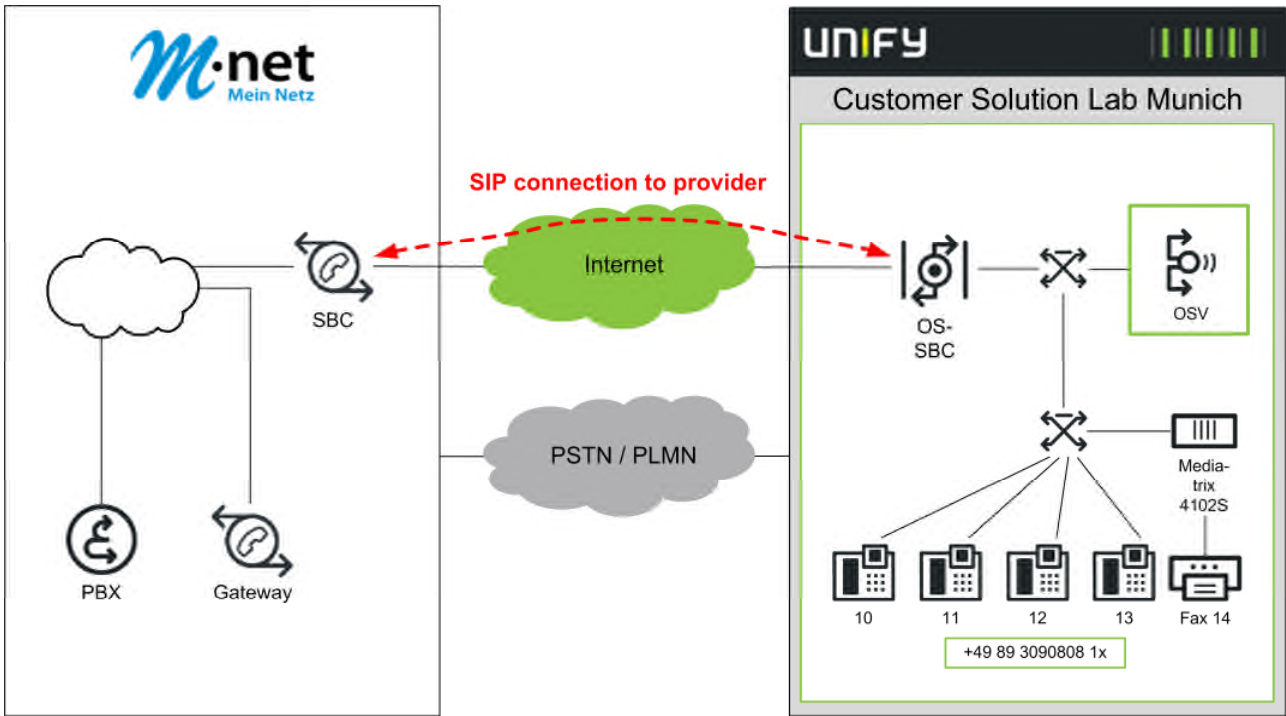 M·net
Mein Netz
UNIFY
Customer Solution Lab Munich
SIP connection to provider
Internet
SBC
OS-
SBC
OSV
PSTN / PLMN
Media-
trix
4102S
PBX
Gateway
10
11
12
13
Fax 14
+49 89 3090808 1x